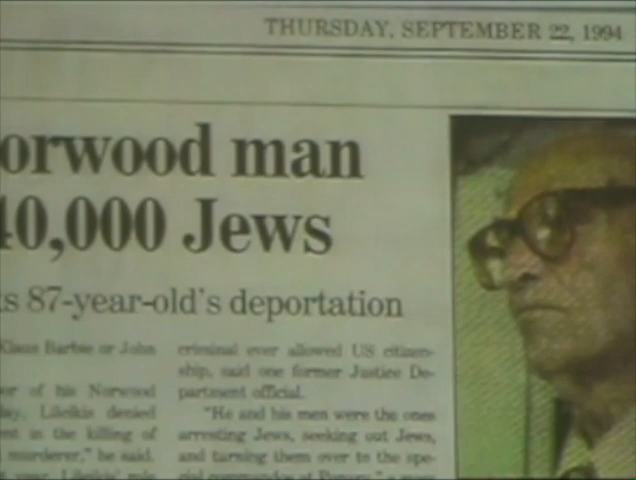 THURSDAY, SEPTEMBER 22, 1994
orwood man
40,000 Jews
s 87-year-old's deportation
Klaus Barbie or John
or of his Norwood
ay, Lileikis denied
ent in the killing of
murderer," he said.
criminal ever allowed US citizen-
ship, said one former Justice De-
partment official.
"He and his men were the ones
arresting Jews, seeking out Jews,
and turning them over to the spe-